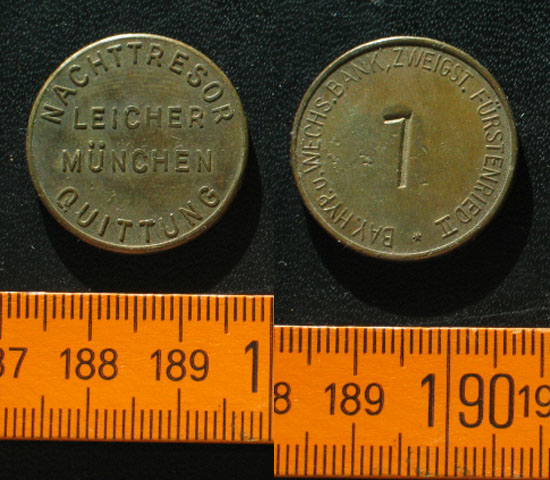 NACHTTRESOR
LEICHER
MÜNCHEN
QUITTUNG
BAY. HYP. U. WECHS. BANK, ZWEIGST. FÜRSTENRIED II *
1
87 188 189 1
8 189 1 90 19